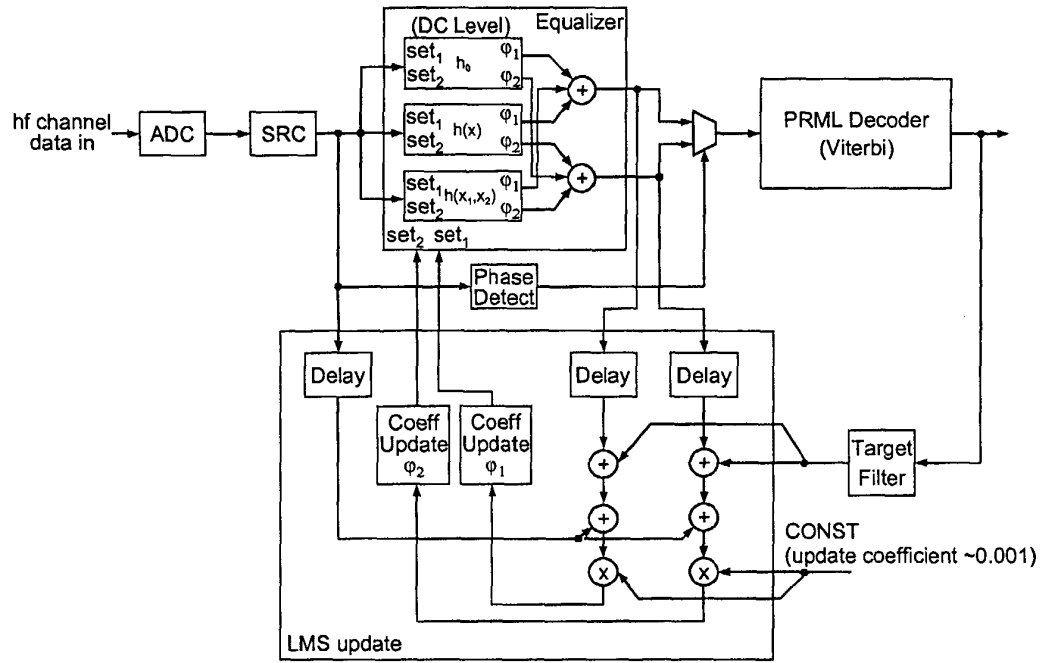 (DC Level) Equalizer
set1 h0 φ1
set2 φ2
set1 h(x) φ1
set2 φ2
set1 h(x1,x2) φ1
set2 φ2
set2 set1
+
+
hf channel
data in
ADC
SRC
PRML Decoder
(Viterbi)
Phase
Detect
Delay
Delay
Delay
Coeff
Update
φ2
Coeff
Update
φ1
+
+
+
+
x
x
Target
Filter
CONST
(update coefficient ~0.001)
LMS update